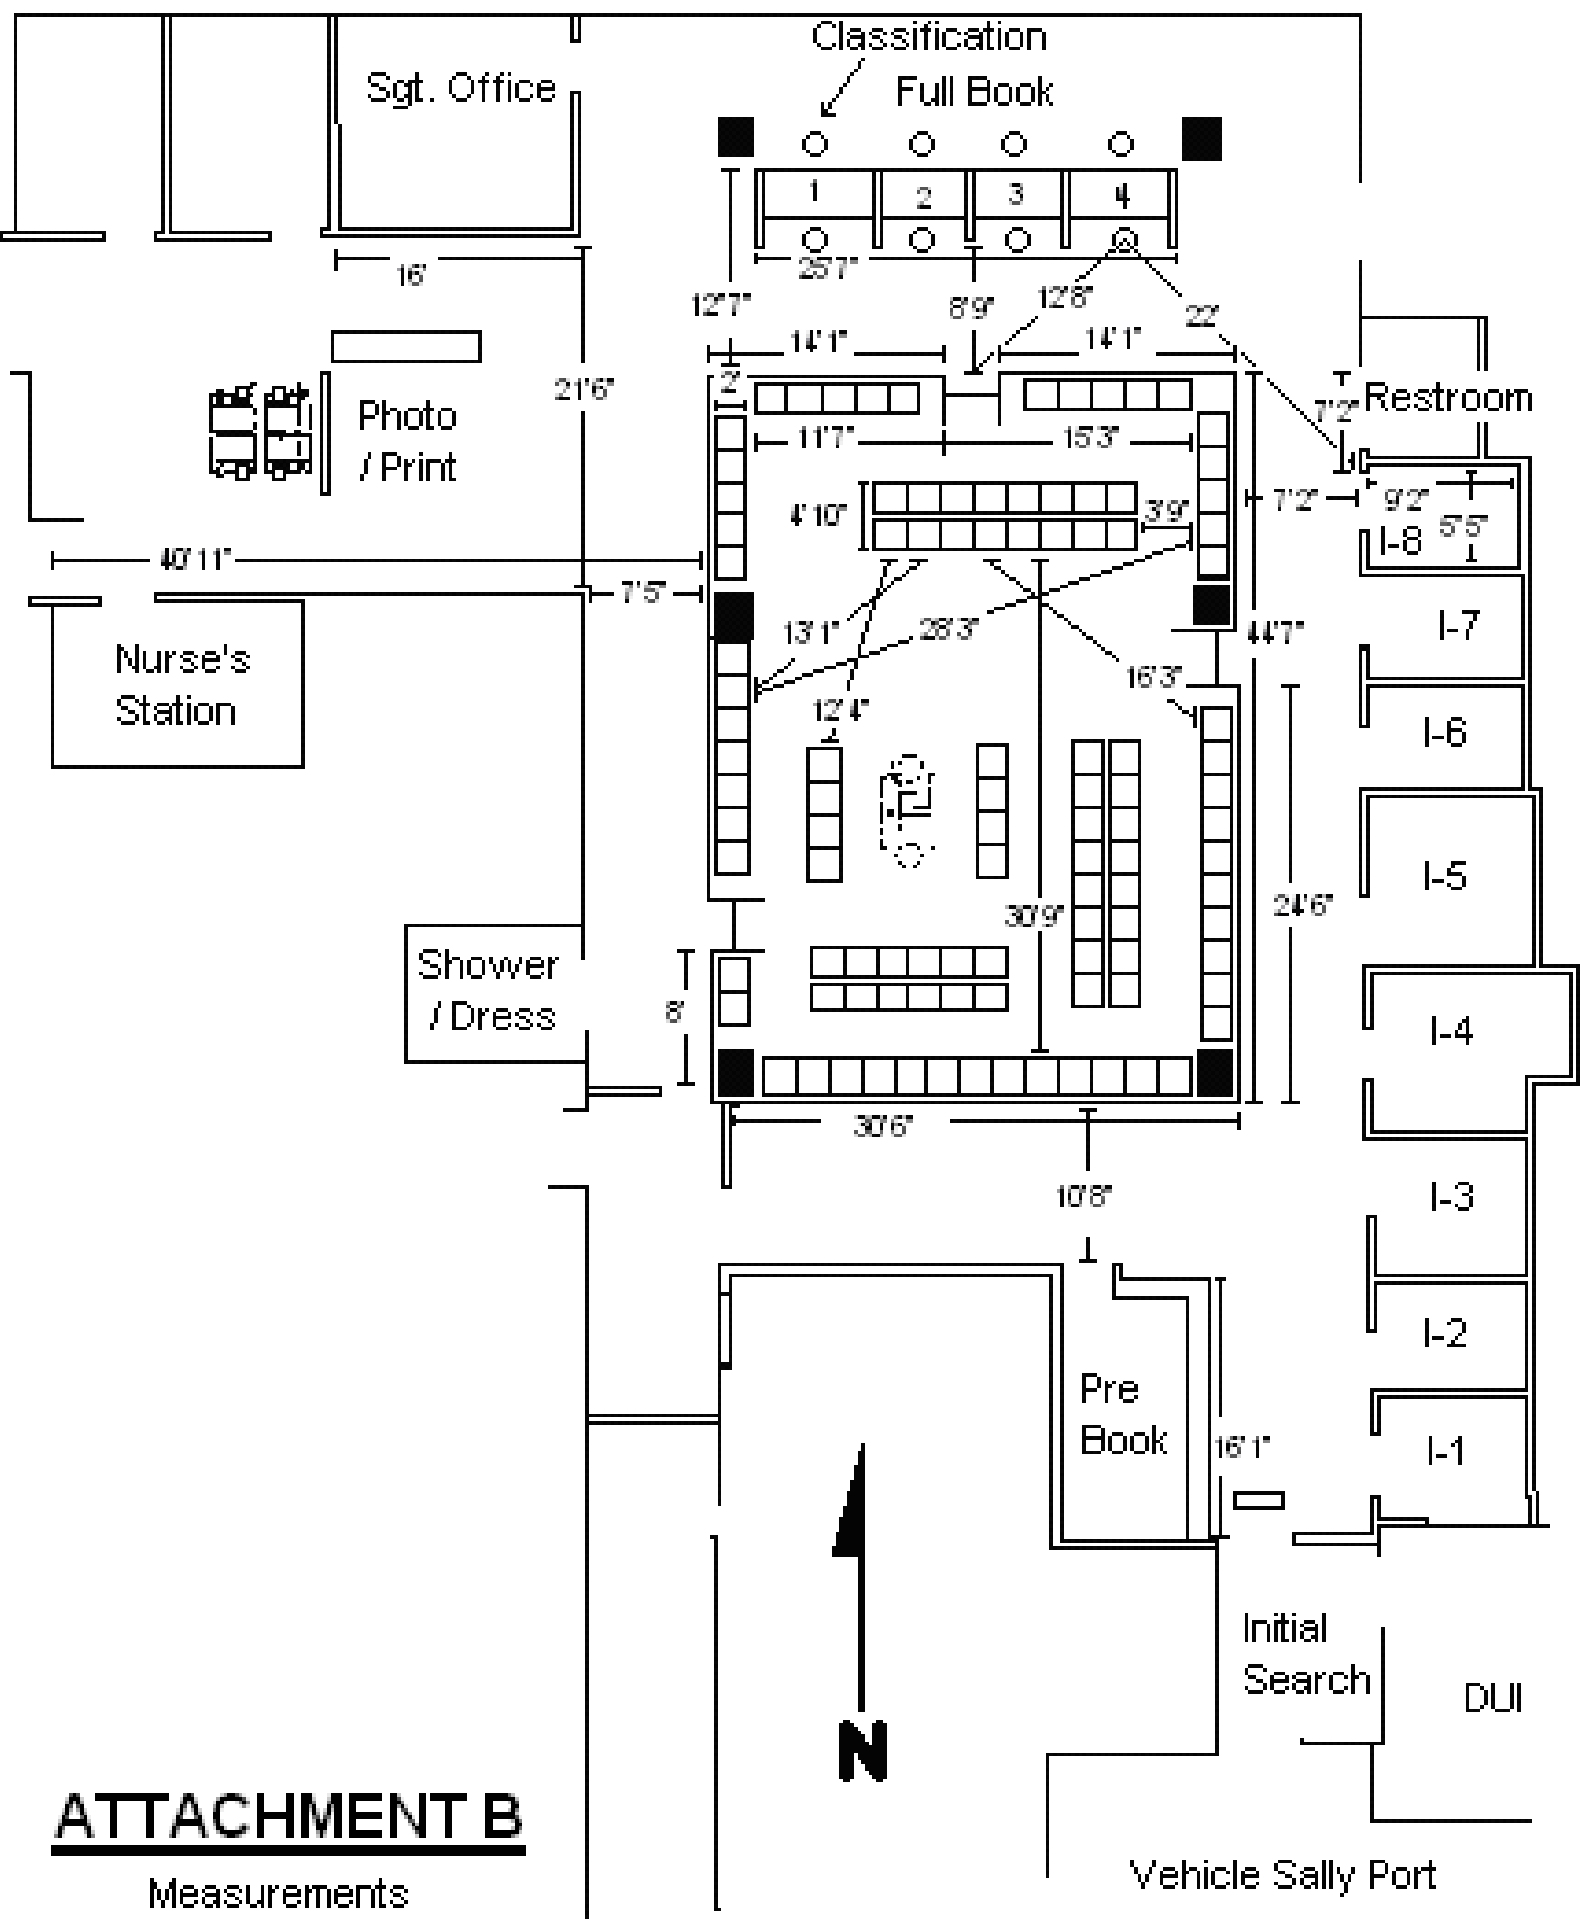 Classification
Sgt. Office
Full Book
1
2
3
4
25'7"
16'
12'7"
8'9"
12'8"
22'
14'1"
14'1"
2'
21'6"
7'2"
Restroom
Photo
/ Print
11'7"
15'3"
4'10"
3'9"
7'2"
9'2"
5'5"
I-8
7'5"
13'1"
28'3"
44'7"
I-7
Nurse's
Station
16'3"
12'4"
I-6
I-5
30'9"
24'6"
Shower
/ Dress
8'
I-4
30'6"
10'8"
I-3
I-2
Pre
Book
16'1"
I-1
N
Initial
Search
DUI
ATTACHMENT B
Measurements
Vehicle Sally Port